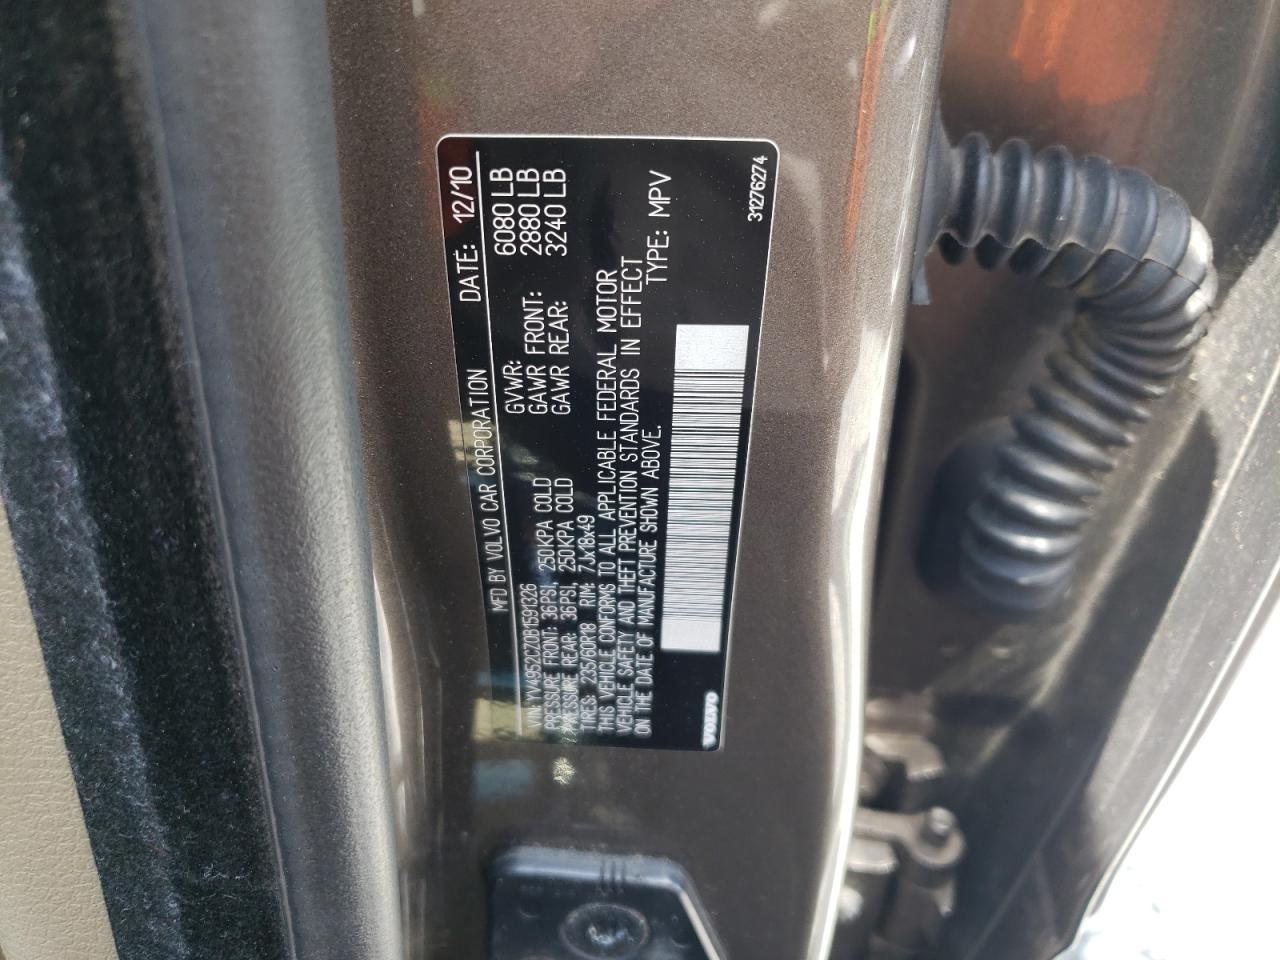 MFD BY VOLVO CAR CORPORATION DATE: 12/10
GVWR: 6080 LB
GAWR FRONT: 2880 LB
GAWR REAR: 3240 LB
VIN: YV4952CZ0B1591326
PRESSURE FRONT: 36PSI, 250KPA COLD
PRESSURE REAR: 36PSI, 250KPA COLD
TIRES: 235/60R18 RIM: 7Jx18x49
THIS VEHICLE CONFORMS TO ALL APPLICABLE FEDERAL MOTOR
VEHICLE SAFETY AND THEFT PREVENTION STANDARDS IN EFFECT
ON THE DATE OF MANUFACTURE SHOWN ABOVE. TYPE: MPV
VOLVO 31276274